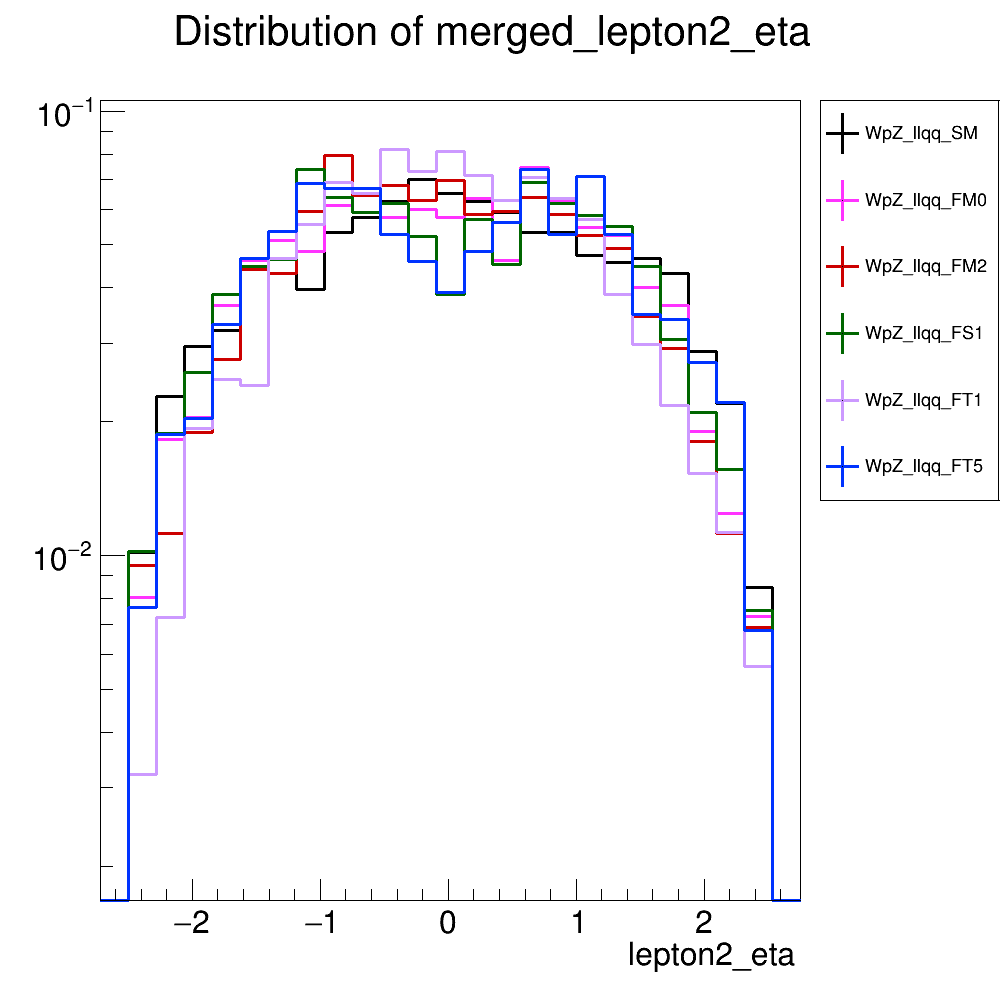 Distribution of merged_lepton2_eta
10⁻¹
10⁻²
−2 −1 0 1 2
lepton2_eta
WpZ_llqq_SM
WpZ_llqq_FM0
WpZ_llqq_FM2
WpZ_llqq_FS1
WpZ_llqq_FT1
WpZ_llqq_FT5